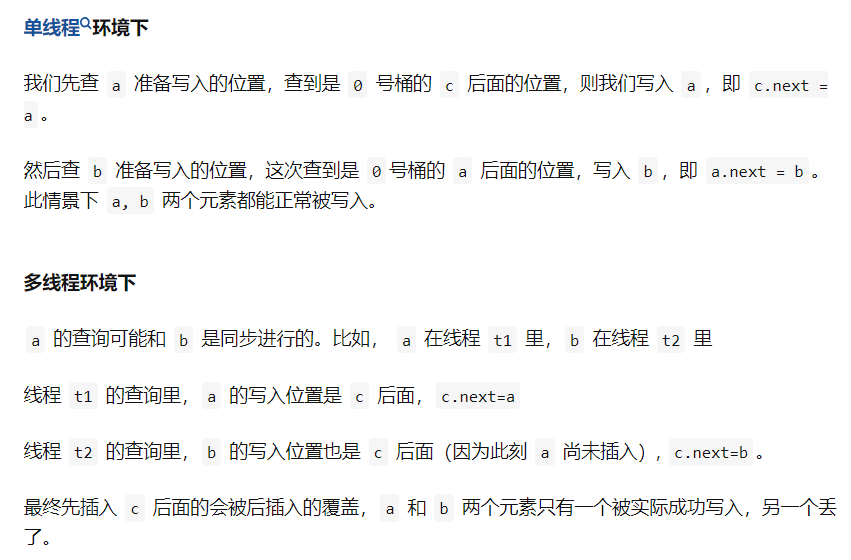 单线程环境下
我们先查 a 准备写入的位置，查到是 0 号桶的 c 后面的位置，则我们写入 a，即 c.next =
a。
然后查 b 准备写入的位置，这次查到是 0号桶的 a 后面的位置，写入 b，即 a.next = b。
此情景下 a, b 两个元素都能正常被写入。
多线程环境下
a 的查询可能和 b 是同步进行的。比如， a 在线程 t1 里，b 在线程 t2 里
线程 t1 的查询里，a 的写入位置是 c 后面，c.next=a
线程 t2 的查询里，b 的写入位置也是 c 后面（因为此刻 a 尚未插入）, c.next=b。
最终先插入 c 后面的会被后插入的覆盖，a 和 b 两个元素只有一个被实际成功写入，另一个丢
了。